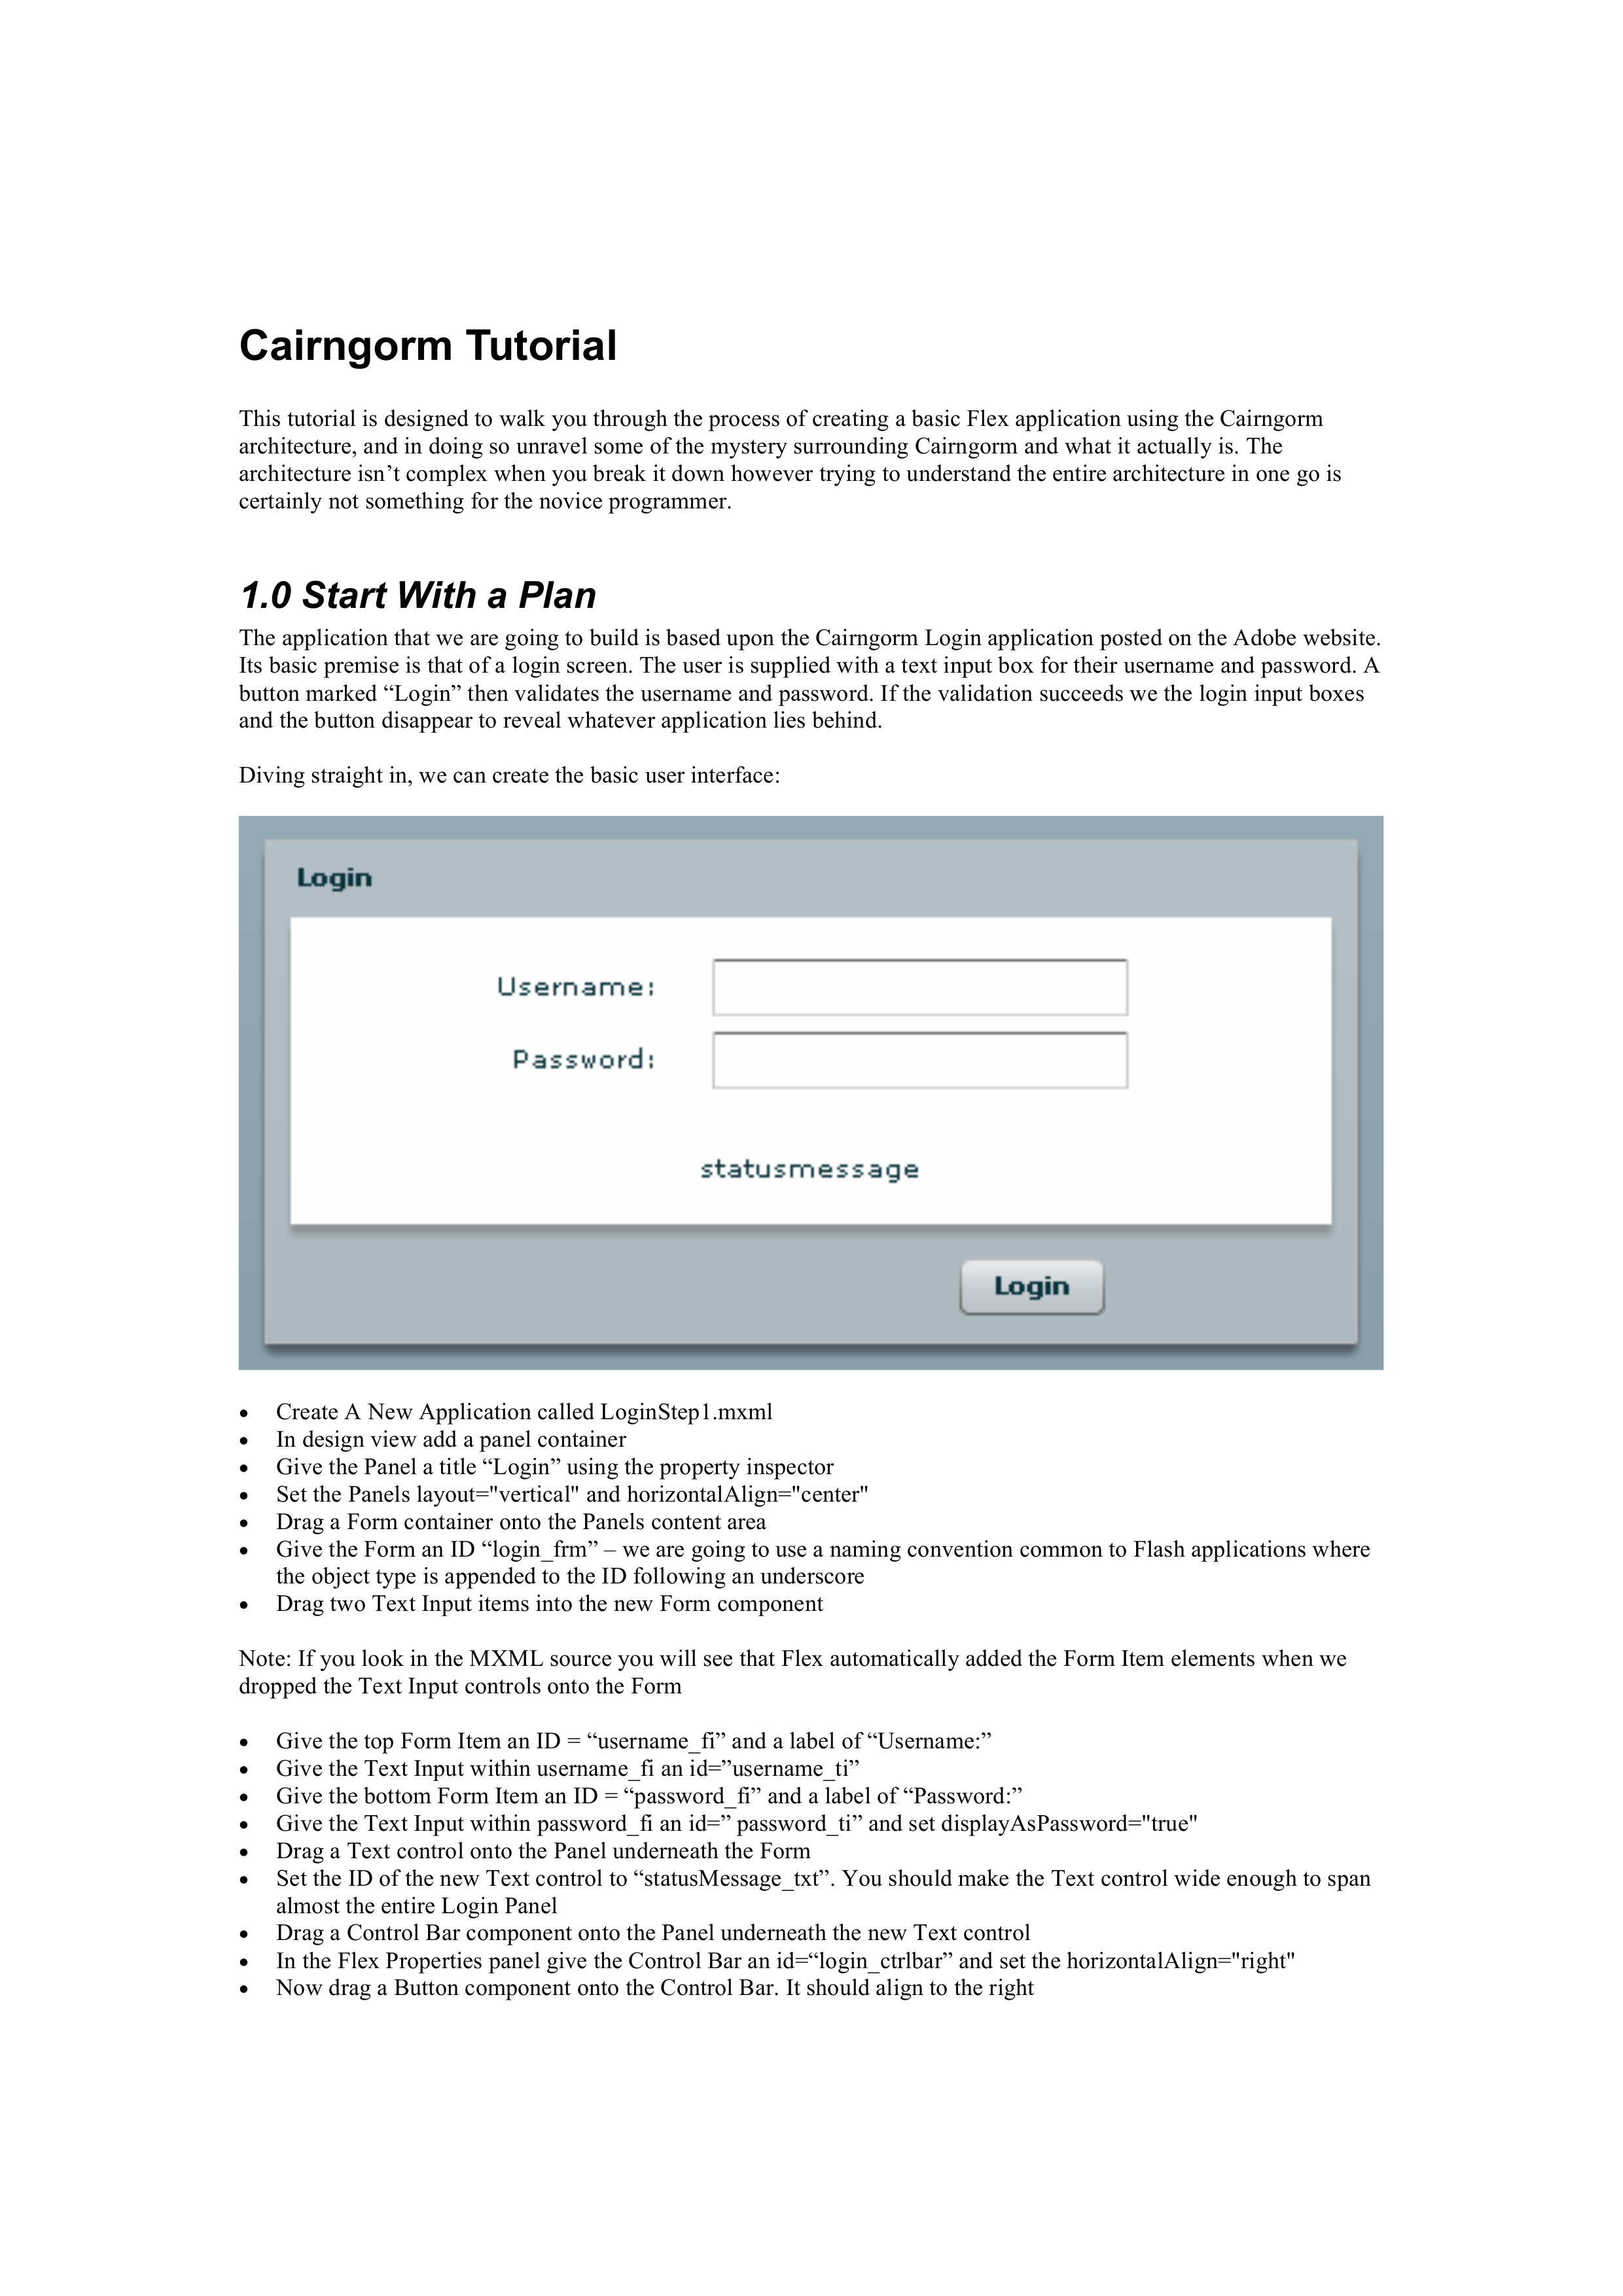 Cairngorm Tutorial
This tutorial is designed to walk you through the process of creating a basic Flex application using the Cairngorm
architecture, and in doing so unravel some of the mystery surrounding Cairngorm and what it actually is. The
architecture isn’t complex when you break it down however trying to understand the entire architecture in one go is
certainly not something for the novice programmer.
1.0 Start With a Plan
The application that we are going to build is based upon the Cairngorm Login application posted on the Adobe website.
Its basic premise is that of a login screen. The user is supplied with a text input box for their username and password. A
button marked “Login” then validates the username and password. If the validation succeeds we the login input boxes
and the button disappear to reveal whatever application lies behind.
Diving straight in, we can create the basic user interface:
Login
Username:
Password:
statusmessage
Login
• Create A New Application called LoginStep1.mxml
• In design view add a panel container
• Give the Panel a title “Login” using the property inspector
• Set the Panels layout="vertical" and horizontalAlign="center"
• Drag a Form container onto the Panels content area
• Give the Form an ID “login_frm” – we are going to use a naming convention common to Flash applications where
the object type is appended to the ID following an underscore
• Drag two Text Input items into the new Form component
Note: If you look in the MXML source you will see that Flex automatically added the Form Item elements when we
dropped the Text Input controls onto the Form
• Give the top Form Item an ID = “username_fi” and a label of “Username:”
• Give the Text Input within username_fi an id=”username_ti”
• Give the bottom Form Item an ID = “password_fi” and a label of “Password:”
• Give the Text Input within password_fi an id=” password_ti” and set displayAsPassword="true"
• Drag a Text control onto the Panel underneath the Form
• Set the ID of the new Text control to “statusMessage_txt”. You should make the Text control wide enough to span
almost the entire Login Panel
• Drag a Control Bar component onto the Panel underneath the new Text control
• In the Flex Properties panel give the Control Bar an id=“login_ctrlbar” and set the horizontalAlign="right"
• Now drag a Button component onto the Control Bar. It should align to the right